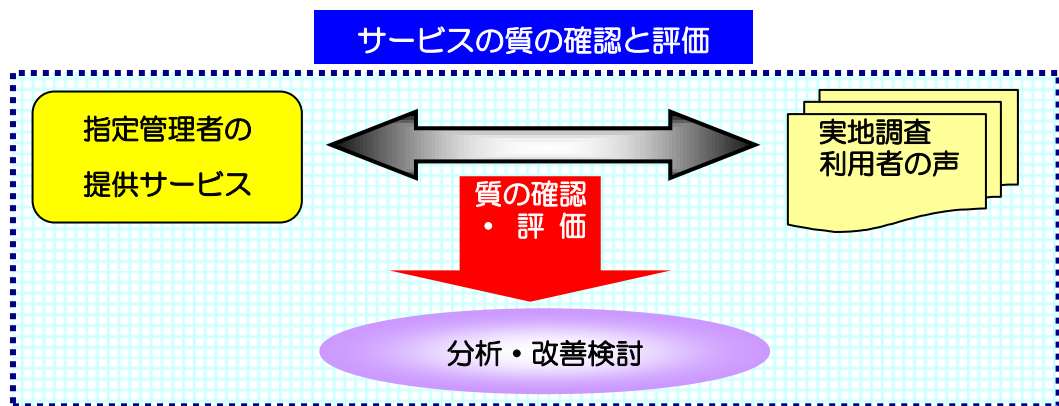 サービスの質の確認と評価
指定管理者の
提供サービス
実地調査
利用者の声
質の確認
・ 評 価
分析・改善検討